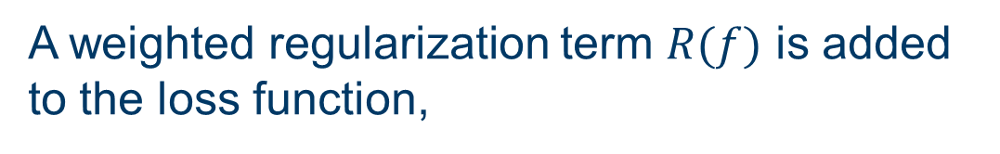 A weighted regularization term R(f) is added
to the loss function,